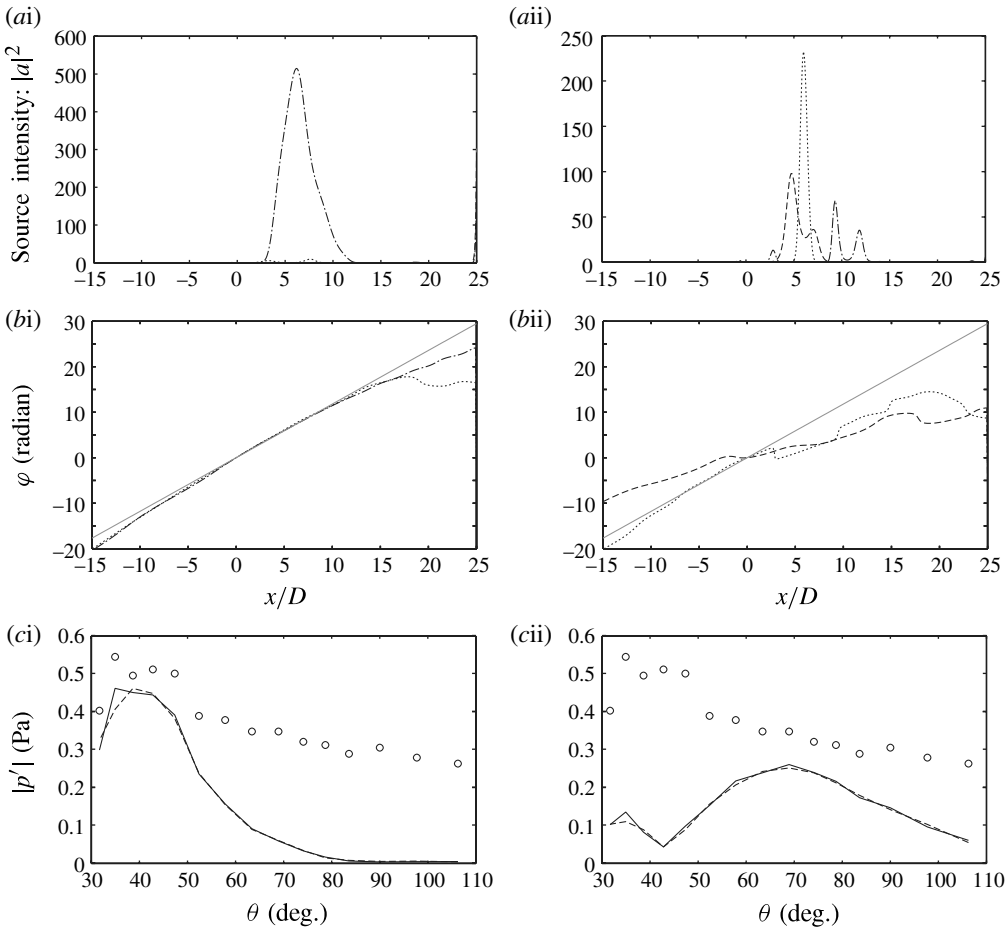 (ai)
(aii)
Source intensity: |a|²
600
500
400
300
200
100
0
−15 −10 −5 0 5 10 15 20 25
250
200
150
100
50
0
−15 −10 −5 0 5 10 15 20 25
(bi)
(bii)
φ (radian)
30
20
10
0
−10
−20
−15 −10 −5 0 5 10 15 20 25
x/D
30
20
10
0
−10
−20
−15 −10 −5 0 5 10 15 20 25
x/D
(ci)
(cii)
|p′| (Pa)
0.6
0.5
0.4
0.3
0.2
0.1
0
30 40 50 60 70 80 90 100 110
θ (deg.)
0.6
0.5
0.4
0.3
0.2
0.1
0
30 40 50 60 70 80 90 100 110
θ (deg.)